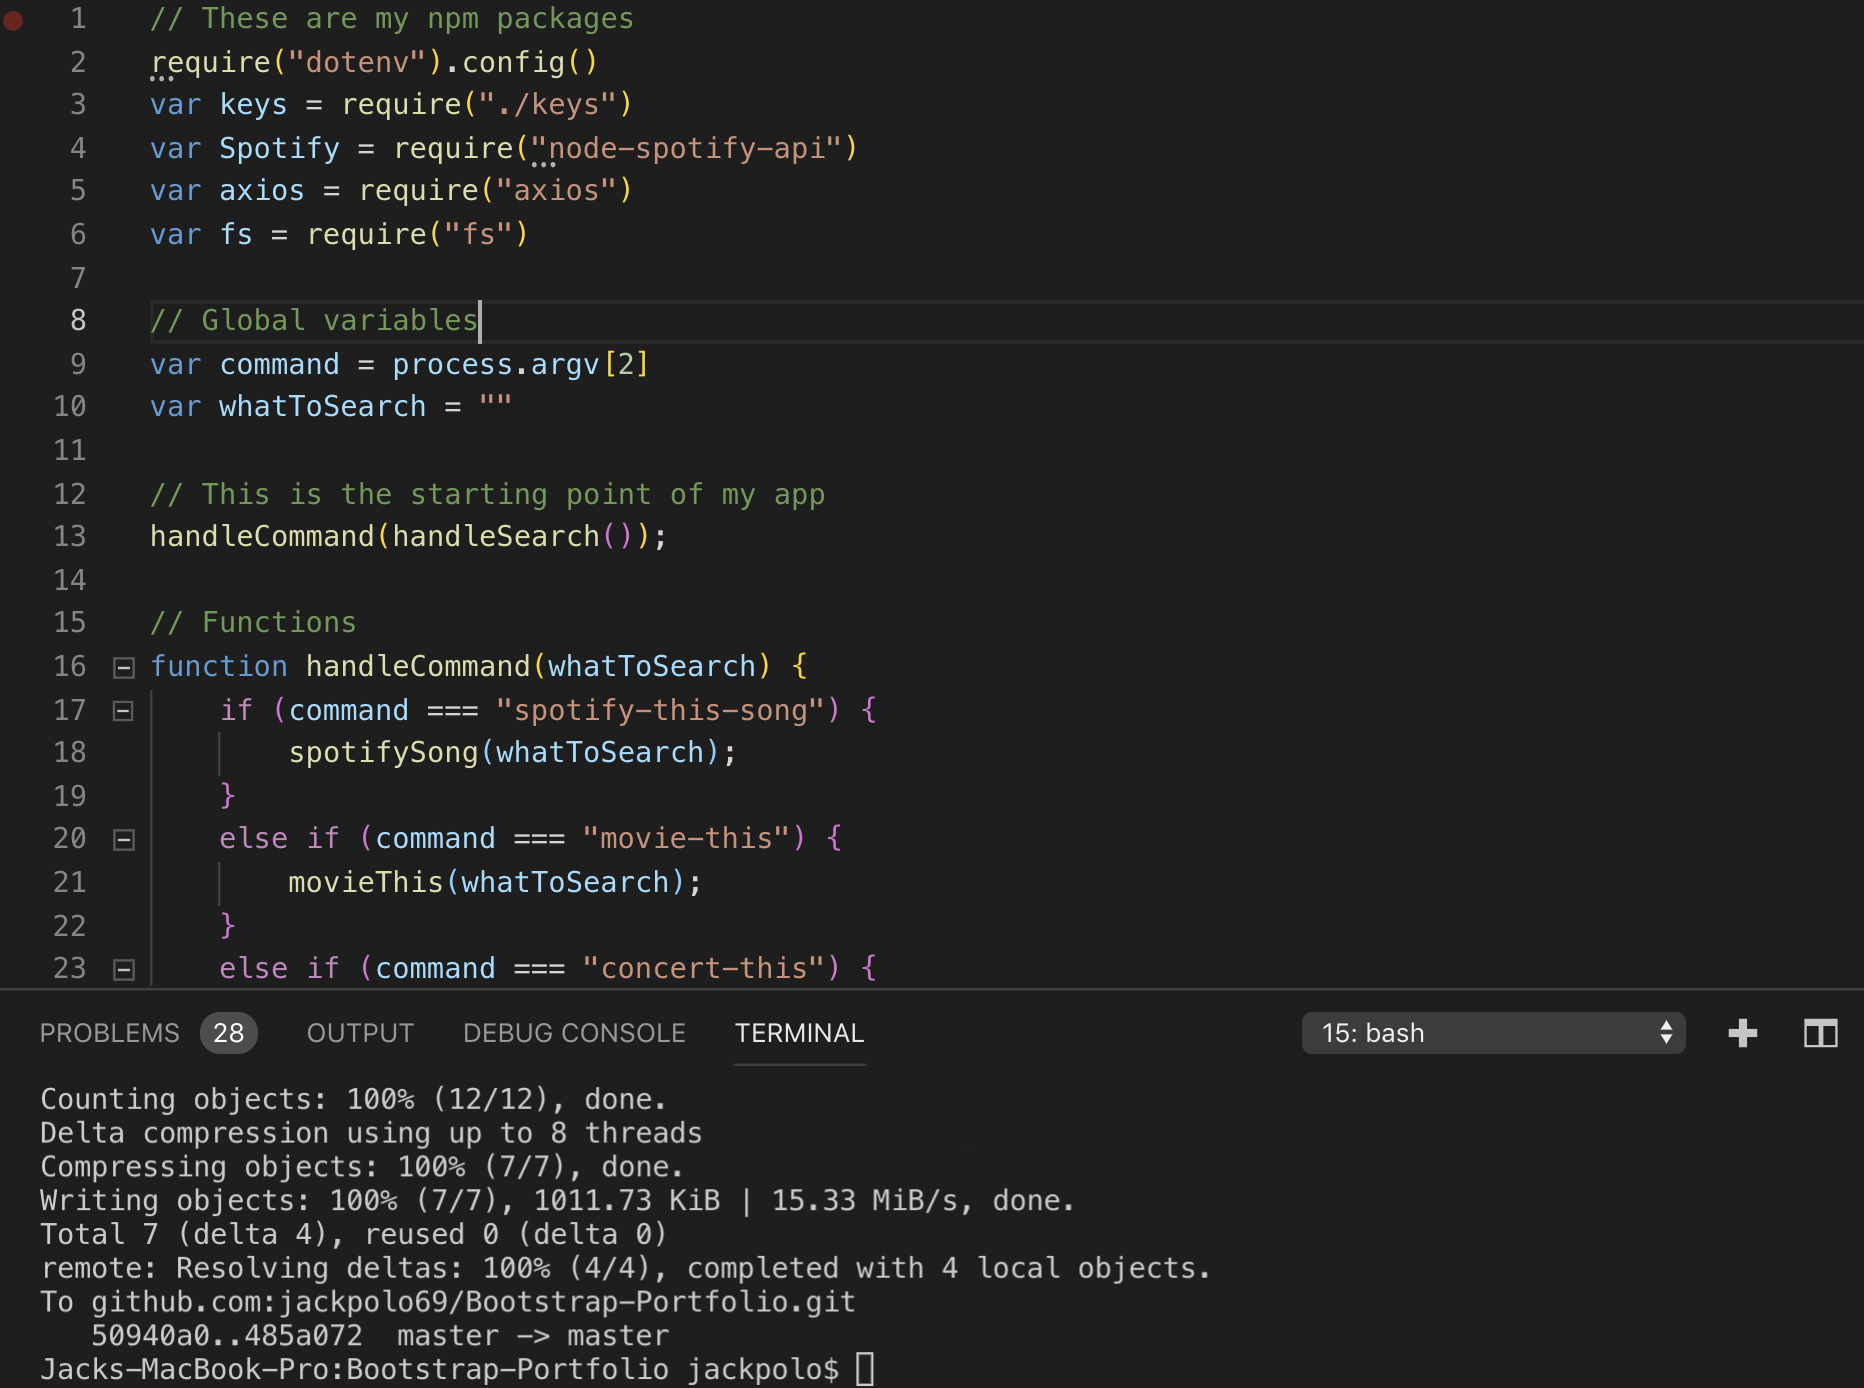 1 // These are my npm packages
2 require("dotenv").config()
3 var keys = require("./keys")
4 var Spotify = require("node-spotify-api")
5 var axios = require("axios")
6 var fs = require("fs")
7
8 // Global variables
9 var command = process.argv[2]
10 var whatToSearch = ""
11
12 // This is the starting point of my app
13 handleCommand(handleSearch());
14
15 // Functions
16 function handleCommand(whatToSearch) {
17     if (command === "spotify-this-song") {
18         spotifySong(whatToSearch);
19     }
20     else if (command === "movie-this") {
21         movieThis(whatToSearch);
22     }
23     else if (command === "concert-this") {
PROBLEMS 28 OUTPUT DEBUG CONSOLE TERMINAL 15: bash
Counting objects: 100% (12/12), done.
Delta compression using up to 8 threads
Compressing objects: 100% (7/7), done.
Writing objects: 100% (7/7), 1011.73 KiB | 15.33 MiB/s, done.
Total 7 (delta 4), reused 0 (delta 0)
remote: Resolving deltas: 100% (4/4), completed with 4 local objects.
To github.com:jackpolo69/Bootstrap-Portfolio.git
   50940a0..485a072  master -> master
Jacks-MacBook-Pro:Bootstrap-Portfolio jackpolo$